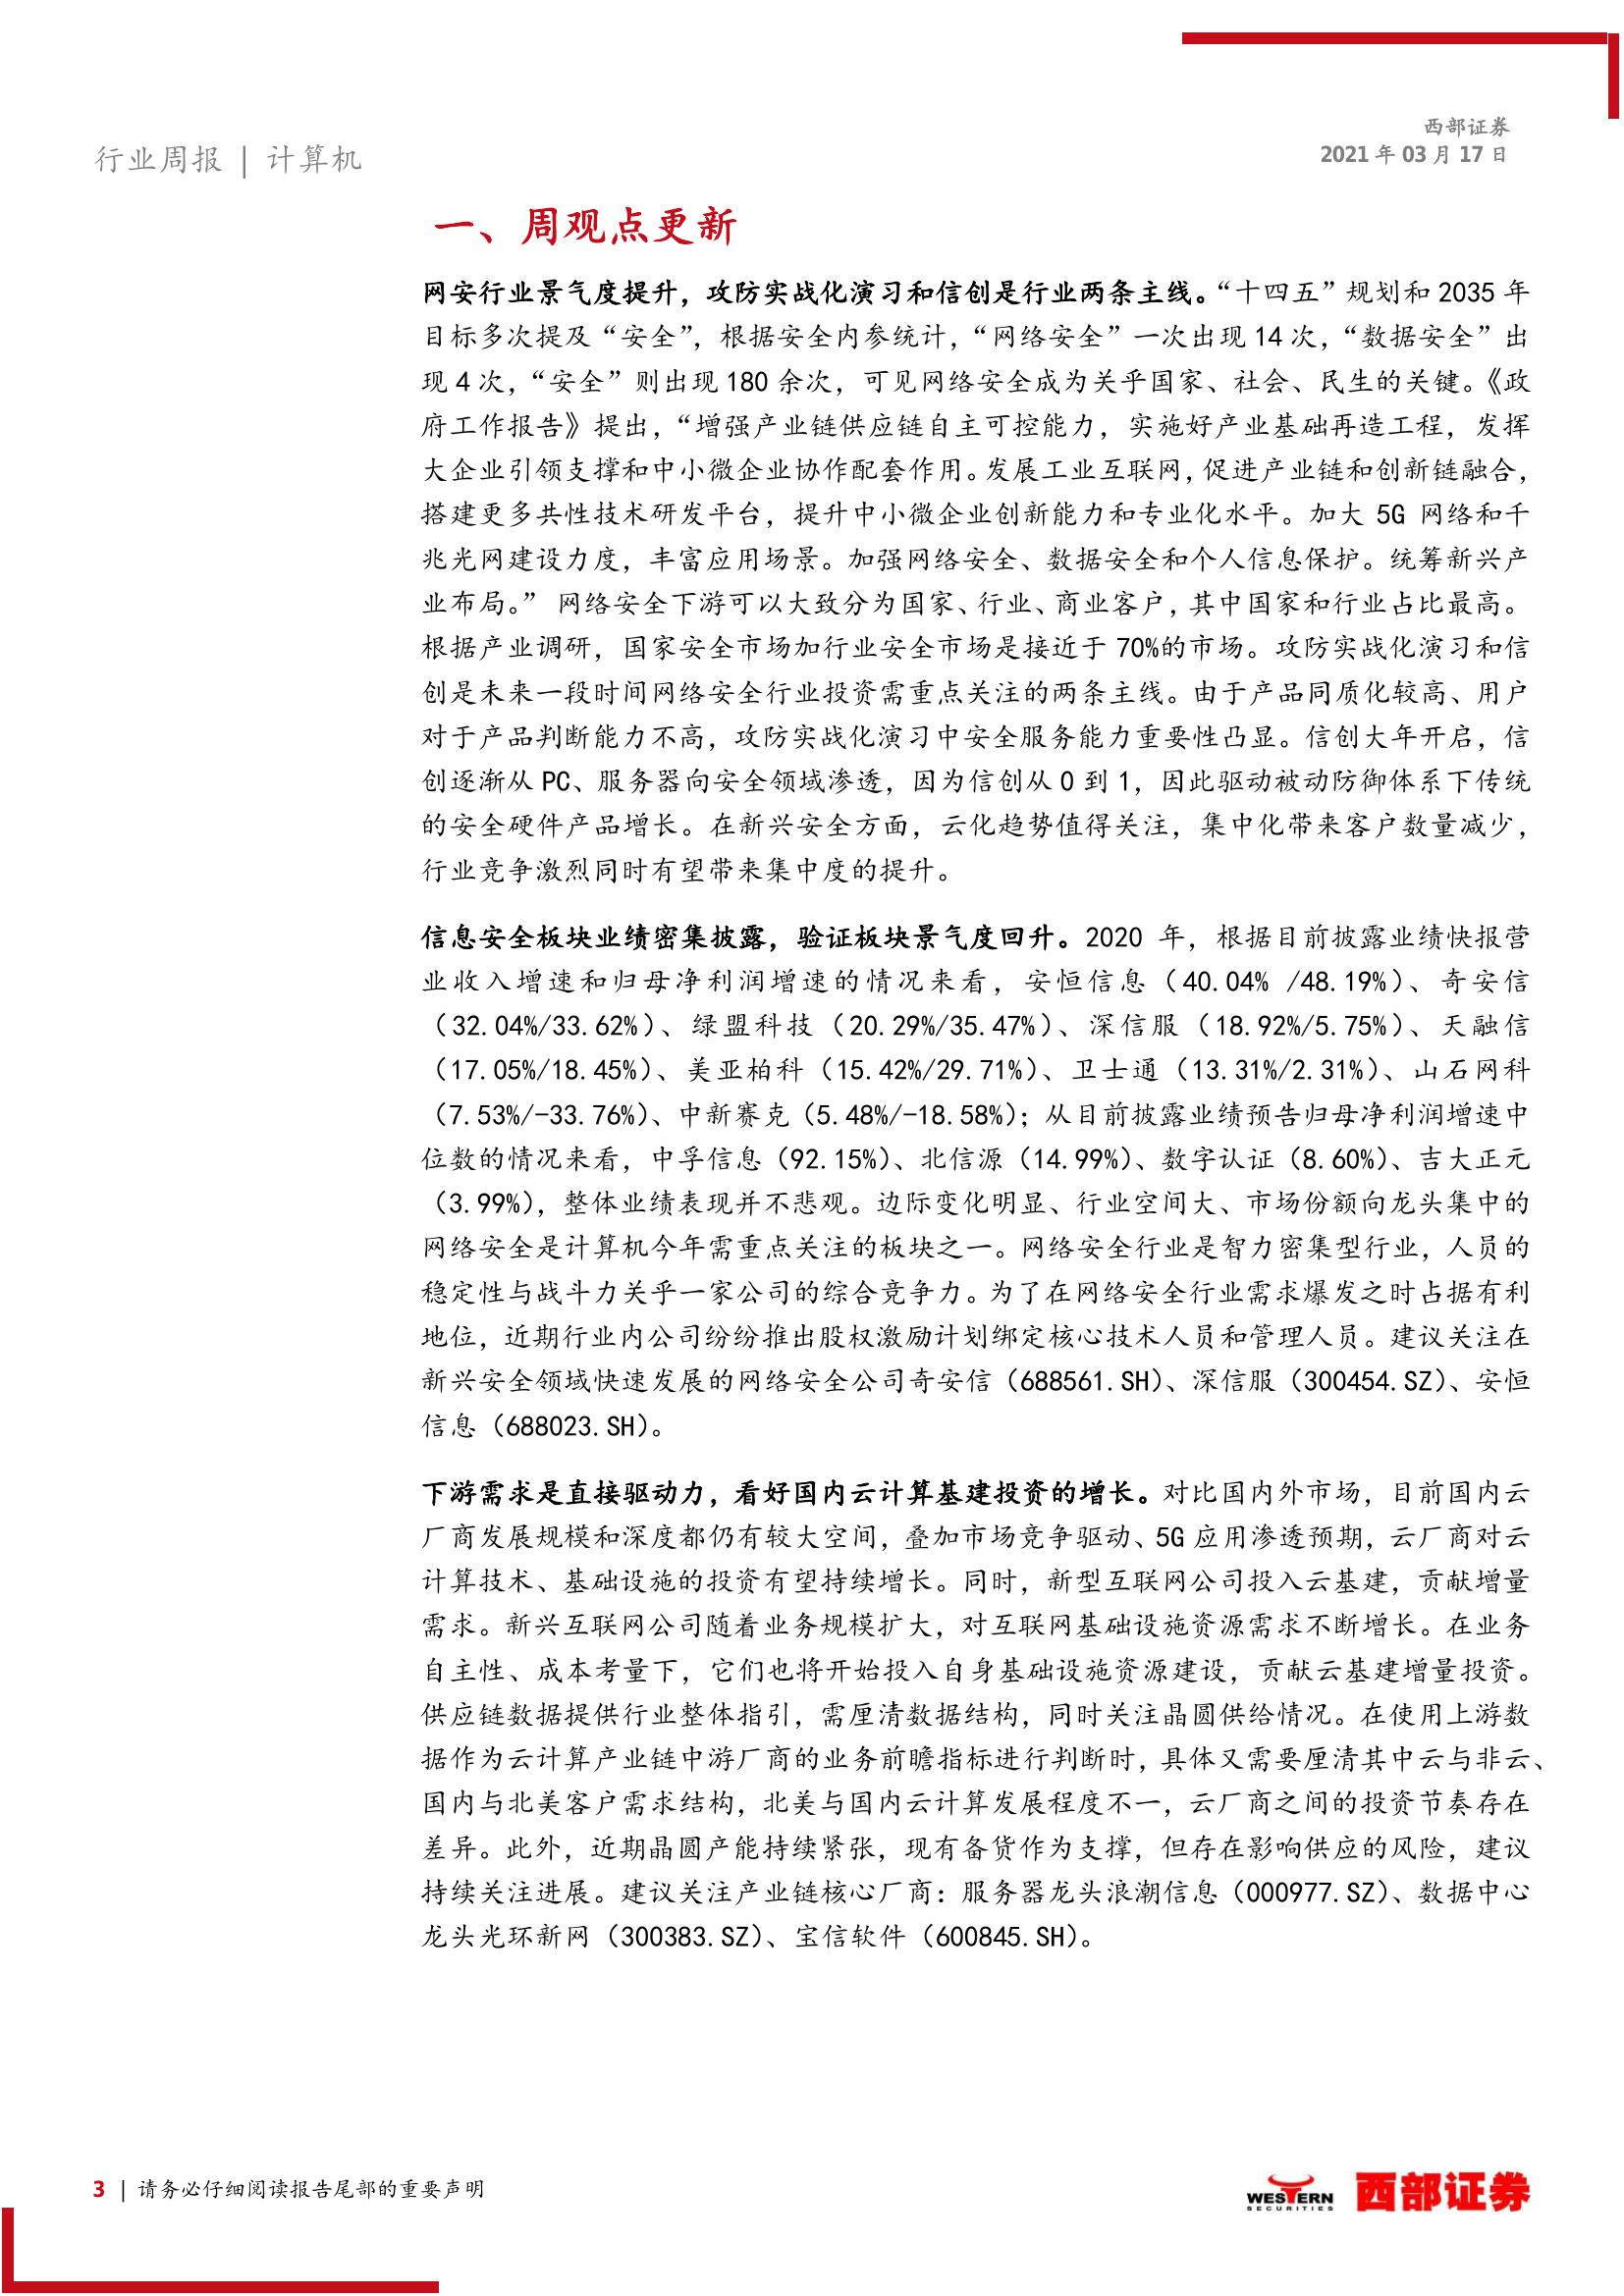 西部证券
2021 年 03 月 17 日
行业周报 | 计算机
一、周观点更新
网安行业景气度提升，攻防实战化演习和信创是行业两条主线。“十四五”规划和 2035 年
目标多次提及“安全”，根据安全内参统计，“网络安全”一次出现 14 次，“数据安全”出
现 4 次，“安全”则出现 180 余次，可见网络安全成为关乎国家、社会、民生的关键。《政
府工作报告》提出，“增强产业链供应链自主可控能力，实施好产业基础再造工程，发挥
大企业引领支撑和中小微企业协作配套作用。发展工业互联网，促进产业链和创新链融合，
搭建更多共性技术研发平台，提升中小微企业创新能力和专业化水平。加大 5G 网络和千
兆光网建设力度，丰富应用场景。加强网络安全、数据安全和个人信息保护。统筹新兴产
业布局。” 网络安全下游可以大致分为国家、行业、商业客户，其中国家和行业占比最高。
根据产业调研，国家安全市场加行业安全市场是接近于 70%的市场。攻防实战化演习和信
创是未来一段时间网络安全行业投资需重点关注的两条主线。由于产品同质化较高、用户
对于产品判断能力不高，攻防实战化演习中安全服务能力重要性凸显。信创大年开启，信
创逐渐从 PC、服务器向安全领域渗透，因为信创从 0 到 1，因此驱动被动防御体系下传统
的安全硬件产品增长。在新兴安全方面，云化趋势值得关注，集中化带来客户数量减少，
行业竞争激烈同时有望带来集中度的提升。
信息安全板块业绩密集披露，验证板块景气度回升。2020 年，根据目前披露业绩快报营
业收入增速和归母净利润增速的情况来看，安恒信息（40.04% /48.19%）、奇安信
（32.04%/33.62%）、绿盟科技（20.29%/35.47%）、深信服（18.92%/5.75%）、天融信
（17.05%/18.45%）、美亚柏科（15.42%/29.71%）、卫士通（13.31%/2.31%）、山石网科
（7.53%/-33.76%）、中新赛克（5.48%/-18.58%）；从目前披露业绩预告归母净利润增速中
位数的情况来看，中孚信息（92.15%）、北信源（14.99%）、数字认证（8.60%）、吉大正元
（3.99%），整体业绩表现并不悲观。边际变化明显、行业空间大、市场份额向龙头集中的
网络安全是计算机今年需重点关注的板块之一。网络安全行业是智力密集型行业，人员的
稳定性与战斗力关乎一家公司的综合竞争力。为了在网络安全行业需求爆发之时占据有利
地位，近期行业内公司纷纷推出股权激励计划绑定核心技术人员和管理人员。建议关注在
新兴安全领域快速发展的网络安全公司奇安信（688561.SH）、深信服（300454.SZ）、安恒
信息（688023.SH）。
下游需求是直接驱动力，看好国内云计算基建投资的增长。对比国内外市场，目前国内云
厂商发展规模和深度都仍有较大空间，叠加市场竞争驱动、5G 应用渗透预期，云厂商对云
计算技术、基础设施的投资有望持续增长。同时，新型互联网公司投入云基建，贡献增量
需求。新兴互联网公司随着业务规模扩大，对互联网基础设施资源需求不断增长。在业务
自主性、成本考量下，它们也将开始投入自身基础设施资源建设，贡献云基建增量投资。
供应链数据提供行业整体指引，需厘清数据结构，同时关注晶圆供给情况。在使用上游数
据作为云计算产业链中游厂商的业务前瞻指标进行判断时，具体又需要厘清其中云与非云、
国内与北美客户需求结构，北美与国内云计算发展程度不一，云厂商之间的投资节奏存在
差异。此外，近期晶圆产能持续紧张，现有备货作为支撑，但存在影响供应的风险，建议
持续关注进展。建议关注产业链核心厂商：服务器龙头浪潮信息（000977.SZ）、数据中心
龙头光环新网（300383.SZ）、宝信软件（600845.SH）。
3 | 请务必仔细阅读报告尾部的重要声明
WESTERN
SECURITIES
西部证券